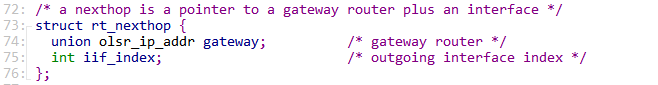 72: /* a nexthop is a pointer to a gateway router plus an interface */
73: struct rt_nexthop {
74:   union olsr_ip_addr gateway;           /* gateway router */
75:   int iif_index;                        /* outgoing interface index */
76: };